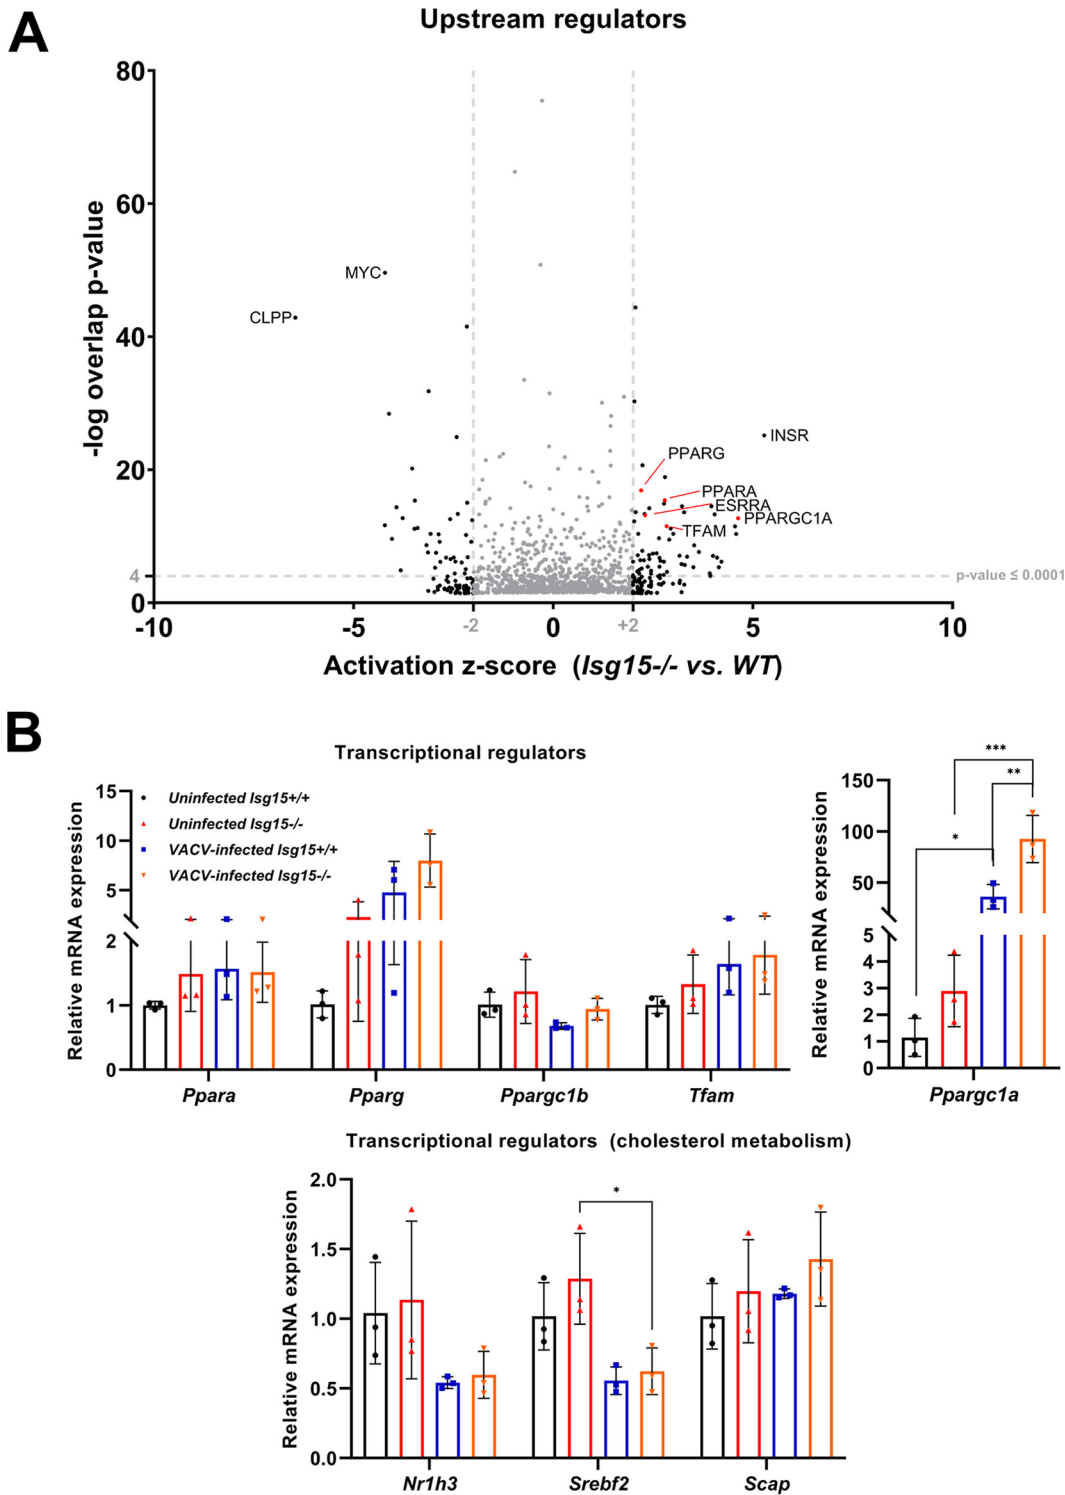 A
Upstream regulators
-log overlap p-value
80
60
40
20
4
0
MYC
CLPP
INSR
PPARG
PPARA
ESRRA
PPARGC1A
TFAM
p-value ≤ 0.0001
-10
-5
-2
0
+2
5
10
Activation z-score (Isg15-/- vs. WT)
B
Transcriptional regulators
Relative mRNA expression
15
10
5
2
1
0
Uninfected Isg15+/+
Uninfected Isg15-/-
VACV-infected Isg15+/+
VACV-infected Isg15-/-
Ppara
Pparg
Ppargc1b
Tfam
Relative mRNA expression
150
100
50
5
4
3
2
1
0
***
**
*
Ppargc1a
Transcriptional regulators (cholesterol metabolism)
Relative mRNA expression
2.0
1.5
1.0
0.5
0.0
*
Nr1h3
Srebf2
Scap